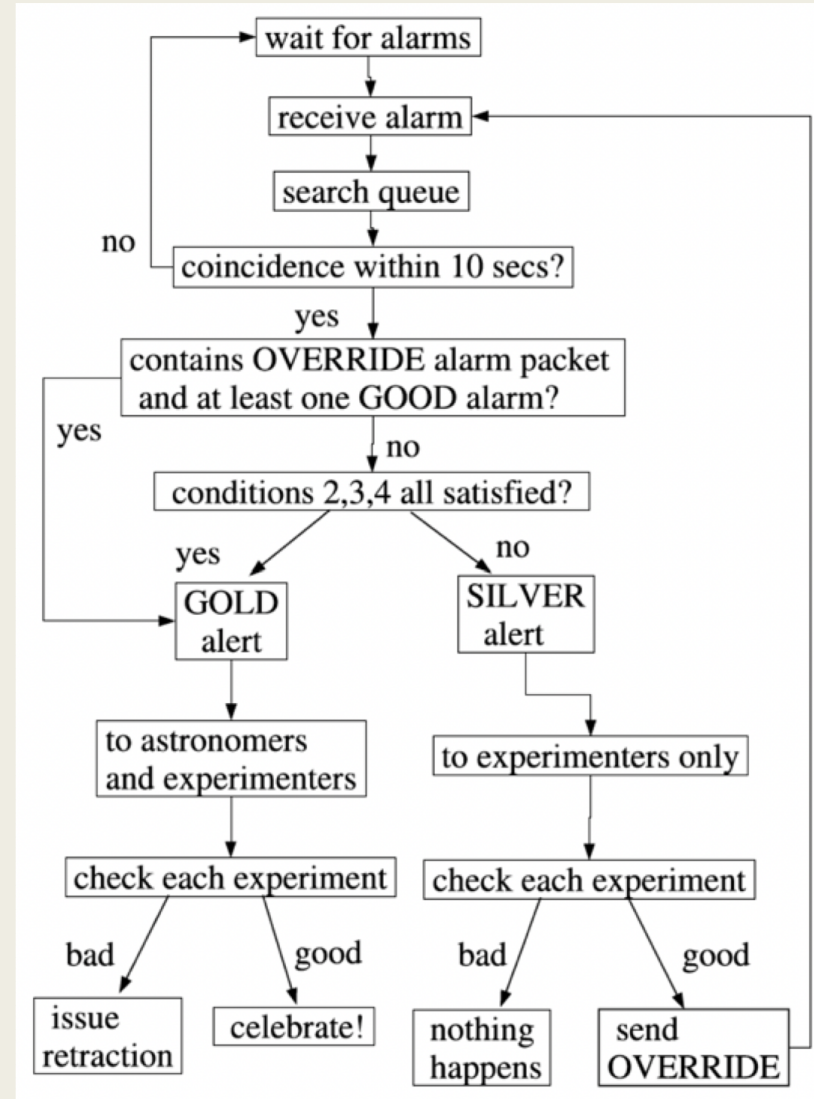 wait for alarms
receive alarm
search queue
no
coincidence within 10 secs?
yes
contains OVERRIDE alarm packet
and at least one GOOD alarm?
yes
no
conditions 2,3,4 all satisfied?
yes
no
GOLD
alert
SILVER
alert
to astronomers
and experimenters
to experimenters only
check each experiment
check each experiment
bad
good
bad
good
issue
retraction
celebrate!
nothing
happens
send
OVERRIDE